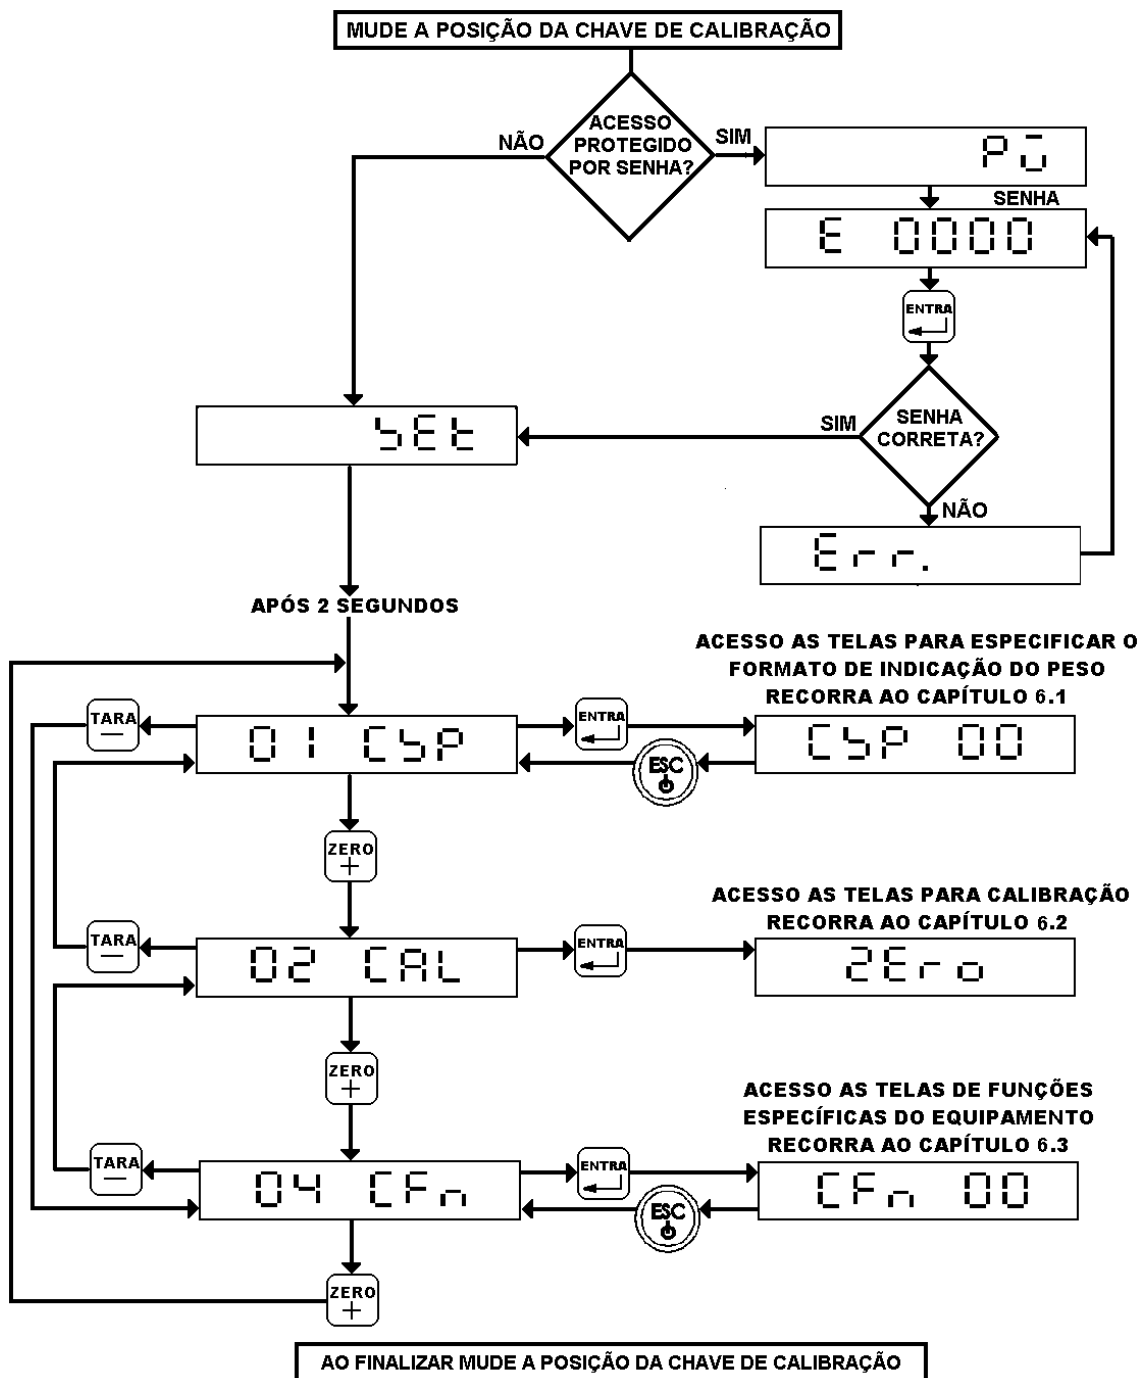 MUDE A POSIÇÃO DA CHAVE DE CALIBRAÇÃO
ACESSO
PROTEGIDO
POR SENHA?
NÃO
SIM
Pū
SENHA
E 0000
ENTRA
SENHA
CORRETA?
SIM
NÃO
Err.
SEt
APÓS 2 SEGUNDOS
ACESSO AS TELAS PARA ESPECIFICAR O
FORMATO DE INDICAÇÃO DO PESO
RECORRA AO CAPÍTULO 6.1
TARA
—
01 CSP
ENTRA
CSP 00
ESC
ZERO
+
ACESSO AS TELAS PARA CALIBRAÇÃO
RECORRA AO CAPÍTULO 6.2
TARA
—
02 CAL
ENTRA
2Ero
ZERO
+
ACESSO AS TELAS DE FUNÇÕES
ESPECÍFICAS DO EQUIPAMENTO
RECORRA AO CAPÍTULO 6.3
TARA
—
04 CFn
ENTRA
CFn 00
ESC
ZERO
+
AO FINALIZAR MUDE A POSIÇÃO DA CHAVE DE CALIBRAÇÃO